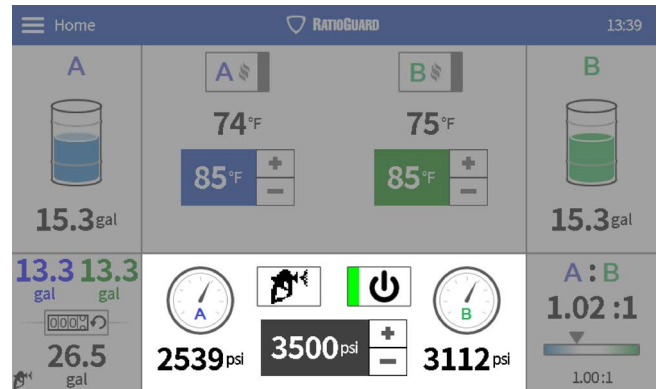 Home RATIOGUARD 13:39
A
A
B
B
74°F
75°F
85°F + −
85°F + −
15.3gal
15.3gal
13.3 gal
13.3 gal
26.5 gal
A
2539psi
3500psi + −
B
3112psi
A:B
1.02 :1
1.00:1